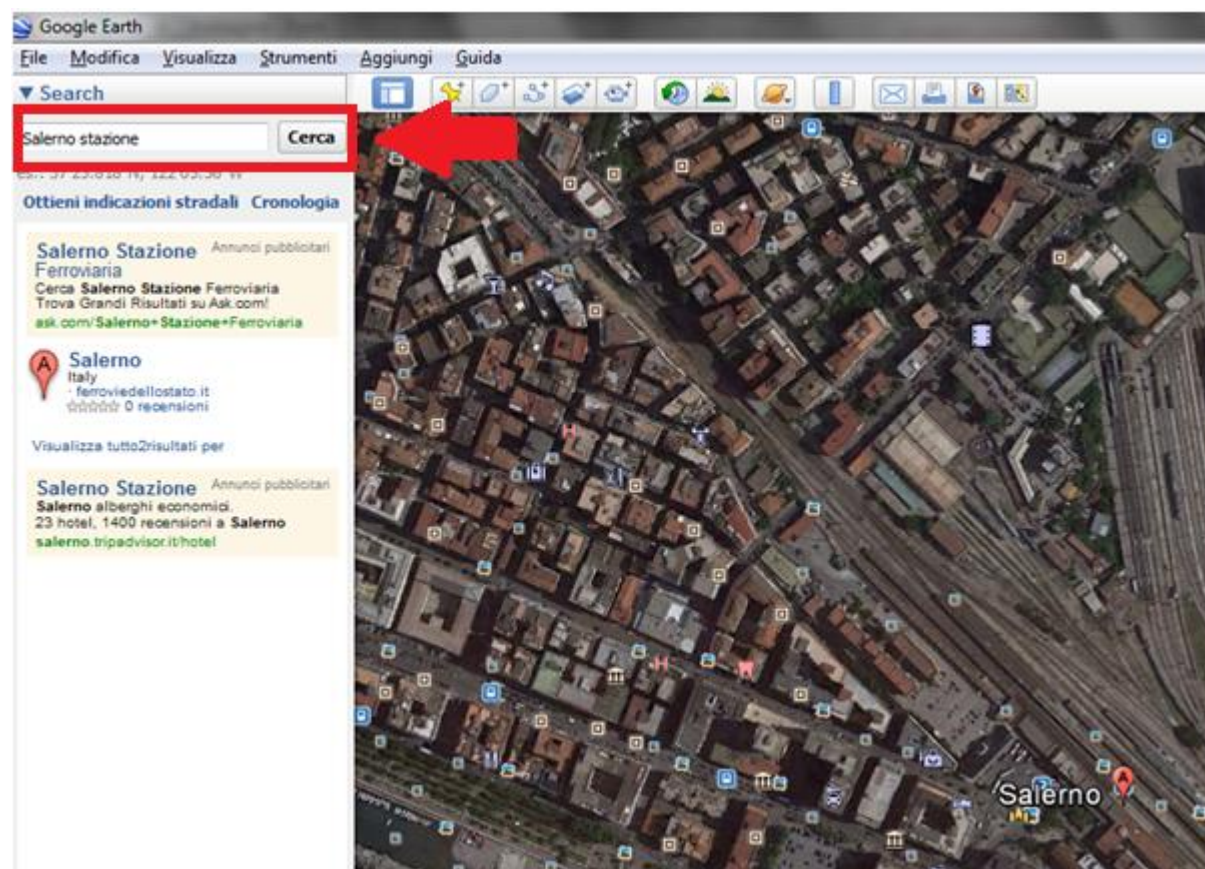 Google Earth
File Modifica Visualizza Strumenti Aggiungi Guida
Search
Salerno stazione Cerca
Ottieni indicazioni stradali Cronologia
Salerno Stazione Annunci pubblicitari
Ferroviaria
Cerca Salerno Stazione Ferroviaria
Trova Grandi Risultati su Ask.com!
ask.com/Salerno+Stazione+Ferroviaria
A
Salerno
Italy
· ferroviedellostato.it
0 recensioni
Visualizza tutto2risultati per
Salerno Stazione Annunci pubblicitari
Salerno alberghi economici.
23 hotel, 1400 recensioni a Salerno
salerno.tripadvisor.it/hotel
Salerno
A